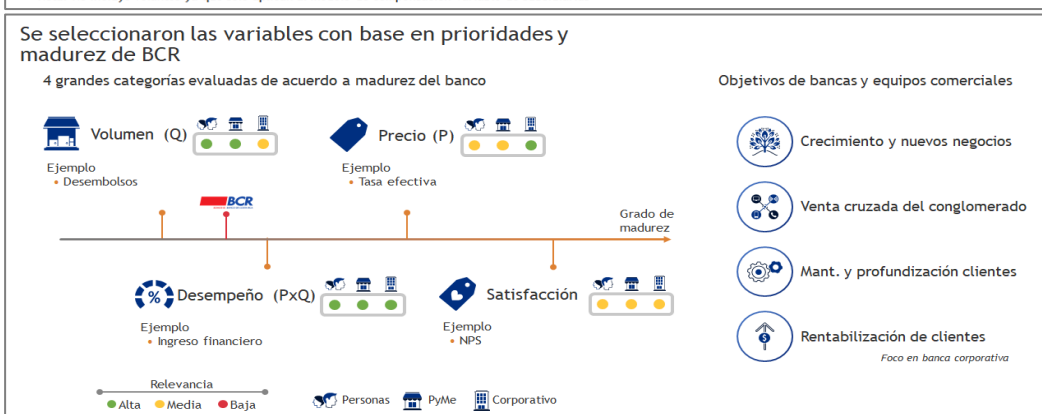 Se seleccionaron las variables con base en prioridades y
madurez de BCR
4 grandes categorías evaluadas de acuerdo a madurez del banco
Volumen (Q)
Ejemplo
• Desembolsos
Precio (P)
Ejemplo
• Tasa efectiva
BCR
Grado de
madurez
%
Desempeño (PxQ)
Ejemplo
• Ingreso financiero
Satisfacción
Ejemplo
• NPS
Relevancia
Alta
Media
Baja
Personas
PyMe
Corporativo
Objetivos de bancas y equipos comerciales
Crecimiento y nuevos negocios
Venta cruzada del conglomerado
Mant. y profundización clientes
$
Rentabilización de clientes
Foco en banca corporativa